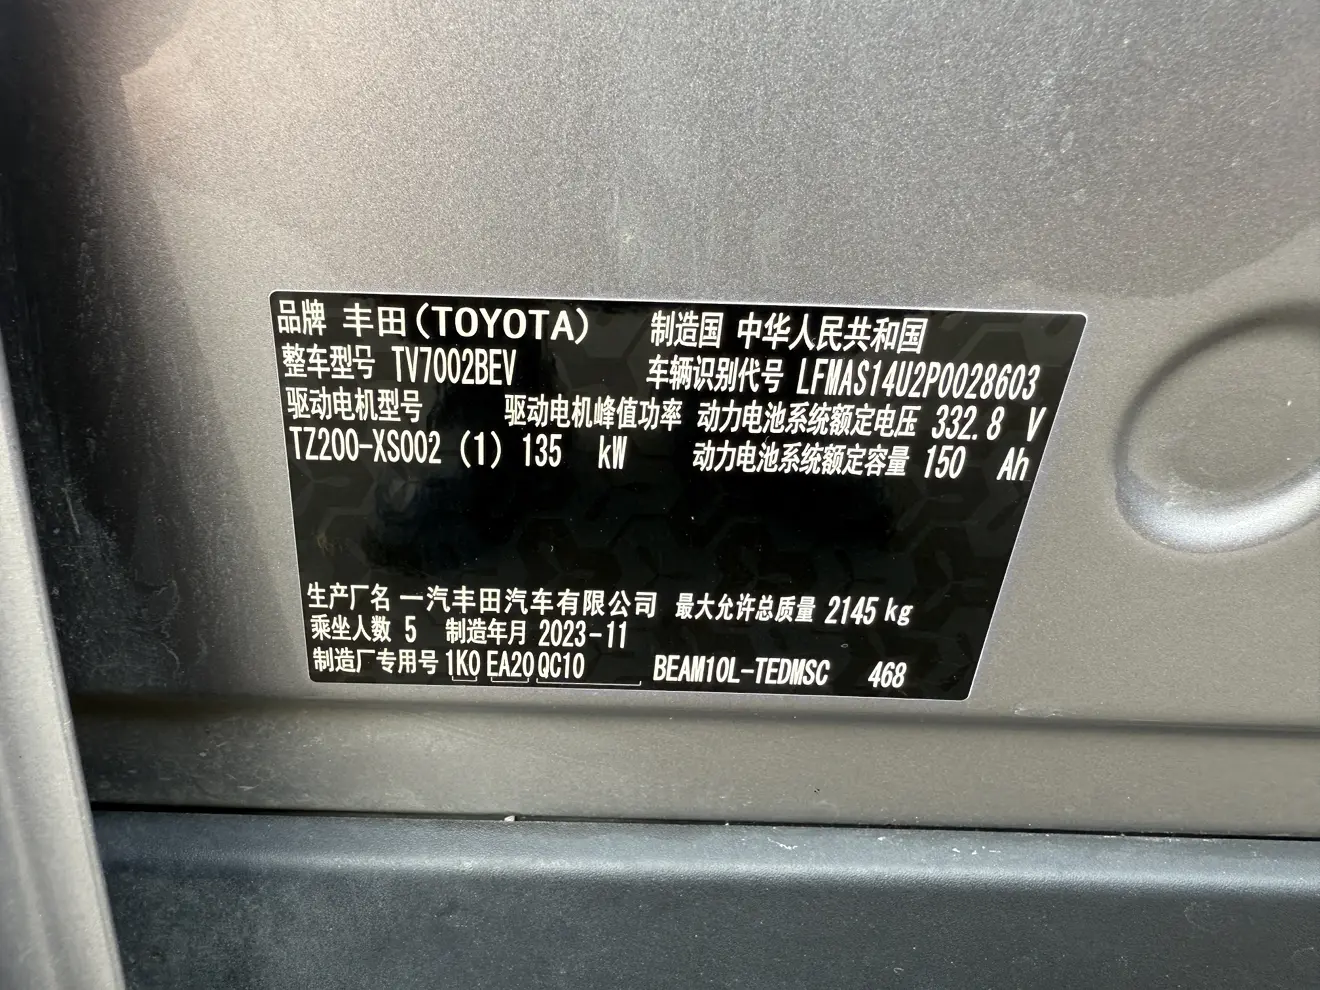 品牌 丰田(TOYOTA) 制造国 中华人民共和国
整车型号 TV7002BEV 车辆识别代号 LFMAS14U2P0028603
驱动电机型号 驱动电机峰值功率 动力电池系统额定电压 332.8 V
TZ200-XS002 (1) 135 kW 动力电池系统额定容量 150 Ah
生产厂名 一汽丰田汽车有限公司 最大允许总质量 2145 kg
乘坐人数 5 制造年月 2023-11
制造厂专用号 1K0 EA20 QC10 BEAM10L-TEDMSC 468